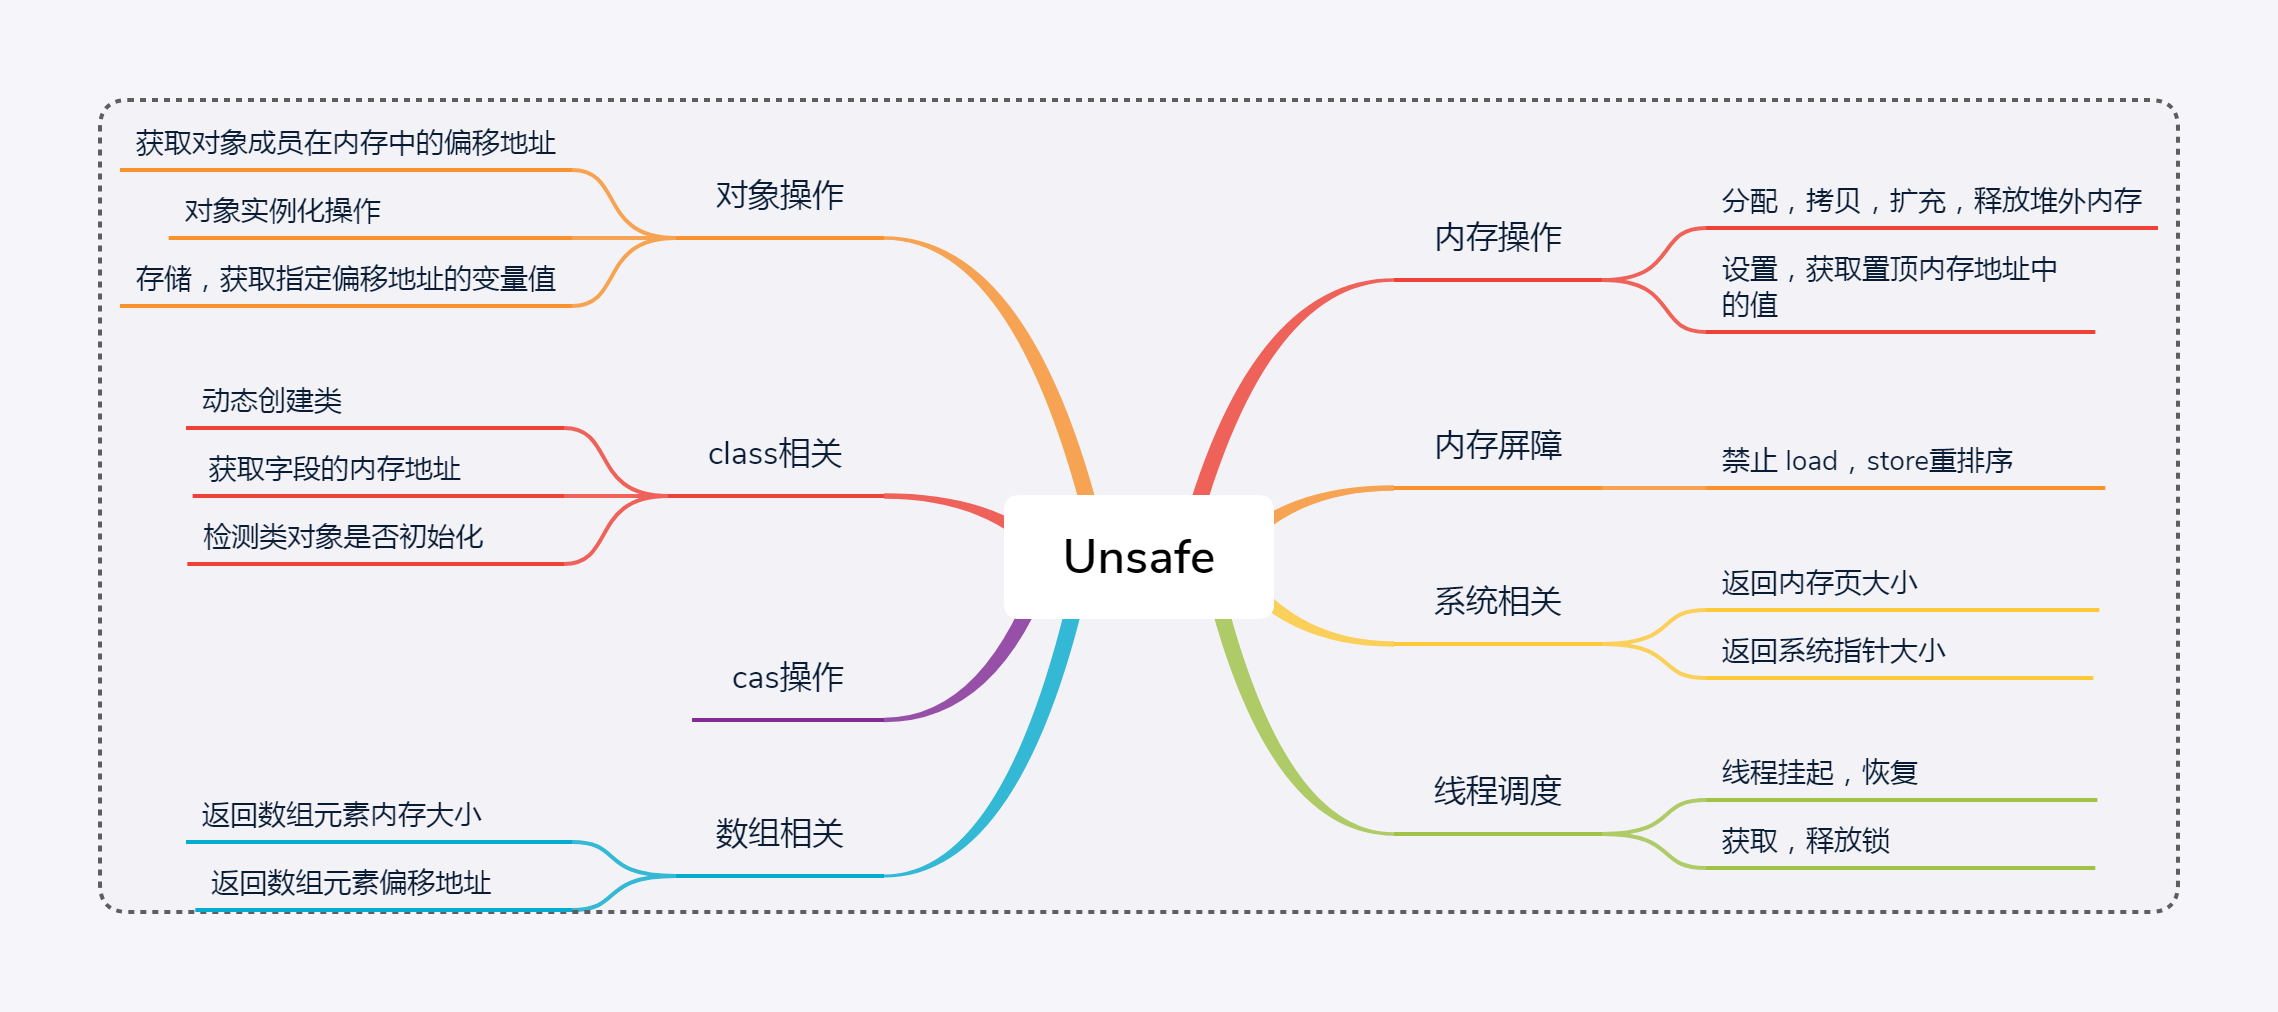 获取对象成员在内存中的偏移地址
对象实例化操作
存储，获取指定偏移地址的变量值
对象操作
动态创建类
获取字段的内存地址
检测类对象是否初始化
class相关
cas操作
返回数组元素内存大小
返回数组元素偏移地址
数组相关
Unsafe
内存操作
分配，拷贝，扩充，释放堆外内存
设置，获取置顶内存地址中
的值
内存屏障
禁止 load，store重排序
系统相关
返回内存页大小
返回系统指针大小
线程调度
线程挂起，恢复
获取，释放锁